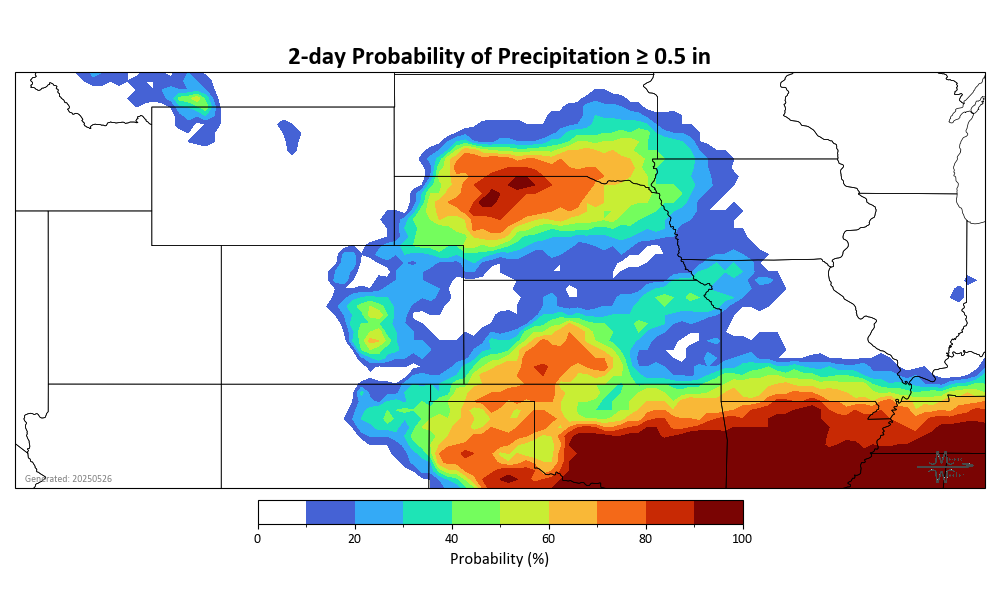 2-day Probability of Precipitation ≥ 0.5 in
Generated: 20250526
0 20 40 60 80 100
Probability (%)